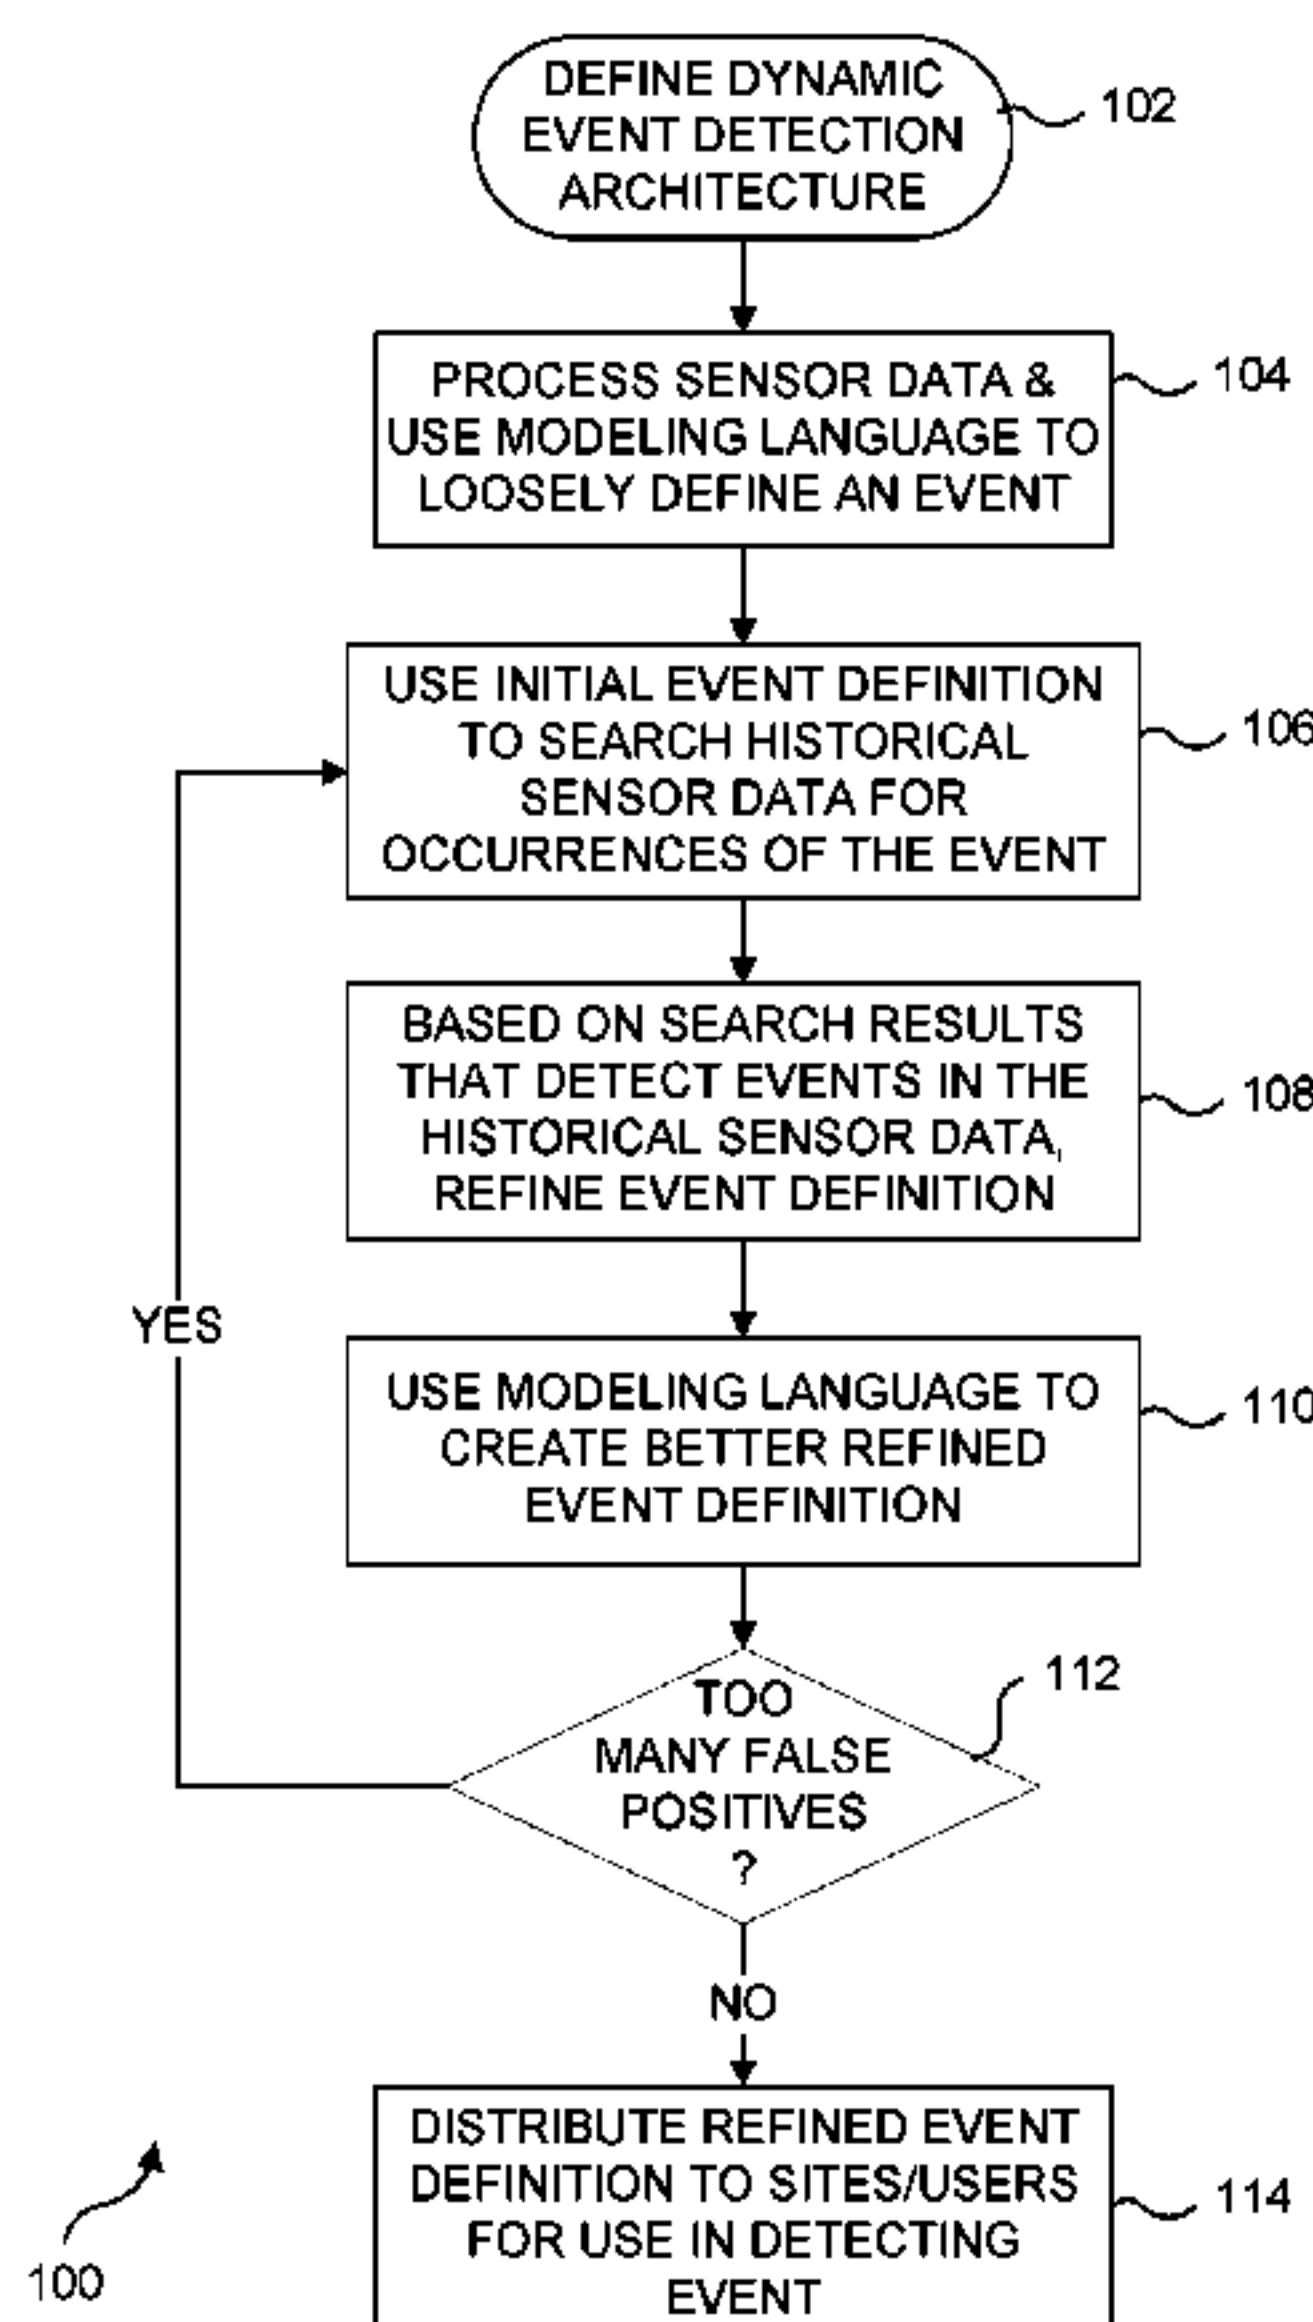 DEFINE DYNAMIC
EVENT DETECTION
ARCHITECTURE
102
PROCESS SENSOR DATA &
USE MODELING LANGUAGE TO
LOOSELY DEFINE AN EVENT
104
USE INITIAL EVENT DEFINITION
TO SEARCH HISTORICAL
SENSOR DATA FOR
OCCURRENCES OF THE EVENT
106
BASED ON SEARCH RESULTS
THAT DETECT EVENTS IN THE
HISTORICAL SENSOR DATA,
REFINE EVENT DEFINITION
108
YES
USE MODELING LANGUAGE TO
CREATE BETTER REFINED
EVENT DEFINITION
110
TOO
MANY FALSE
POSITIVES
?
112
NO
DISTRIBUTE REFINED EVENT
DEFINITION TO SITES/USERS
FOR USE IN DETECTING
EVENT
114
100